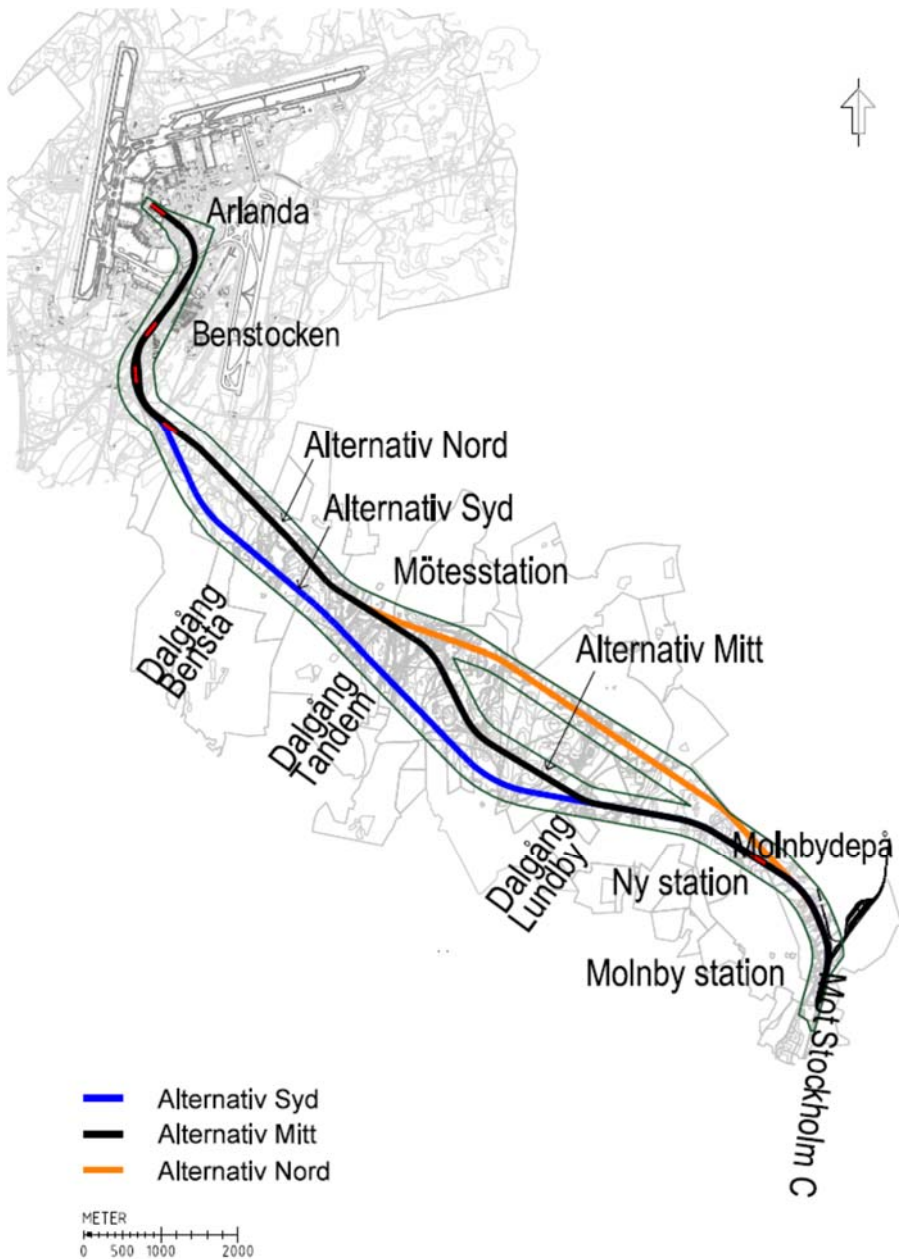 Arlanda
Benstocken
Alternativ Nord
Alternativ Syd
Mötesstation
Dalgång
Bensta
Alternativ Mitt
Dalgång
Tandem
Dalgång
Lundby
Molnbydepå
Ny station
Molnby station
Mot Stockholm C
Alternativ Syd
Alternativ Mitt
Alternativ Nord
METER
0 500 1000 2000